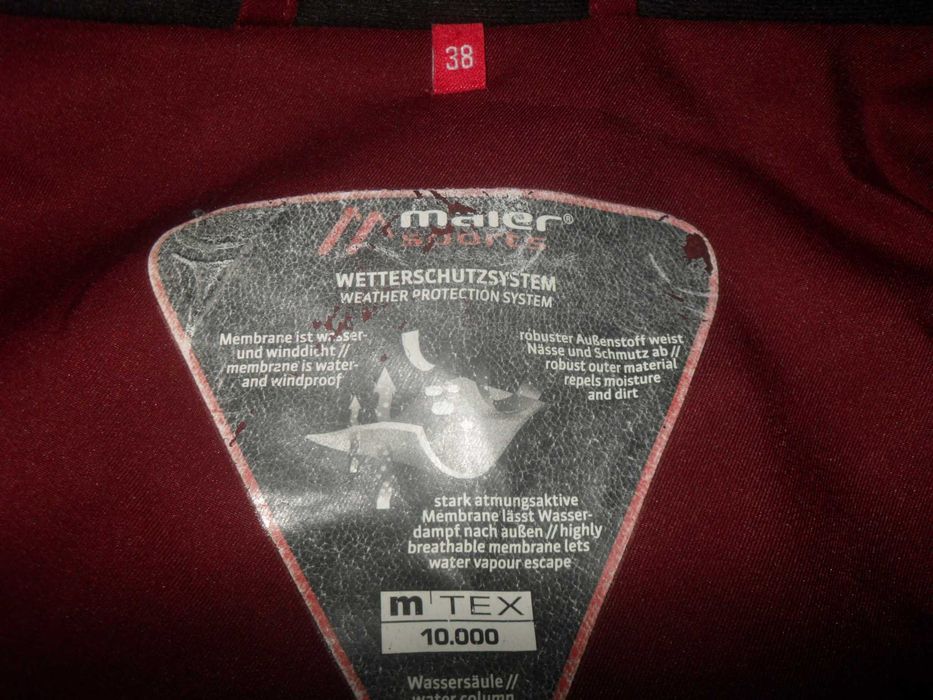 38
maier®
sports
WETTERSCHUTZSYSTEM
WEATHER PROTECTION SYSTEM
Membrane ist wasser-
und winddicht //
membrane is water-
and windproof
robuster Außenstoff weist
Nässe und Schmutz ab //
robust outer material
repels moisture
and dirt
stark atmungsaktive
Membrane lässt Wasser-
dampf nach außen // highly
breathable membrane lets
water vapour escape
m TEX
10.000
Wassersäule //
water column